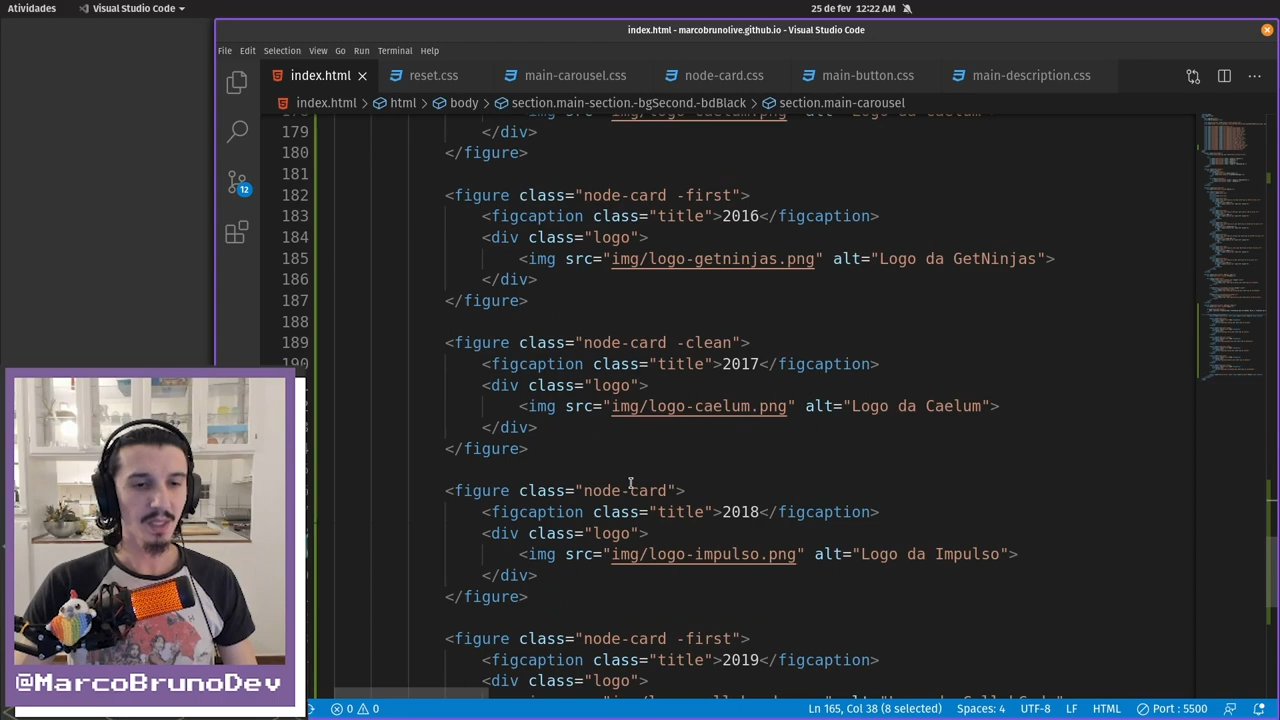 Atividades
Visual Studio Code
25 de fev 12:22 AM
index.html - marcobrunolive.github.io - Visual Studio Code
File Edit Selection View Go Run Terminal Help
index.html
reset.css
main-carousel.css
node-card.css
main-button.css
main-description.css
index.html > html > body > section.main-section.-bgSecond.-bdBlack > section.main-carousel
179 </div>
180 </figure>
181
182 <figure class="node-card -first">
183 <figcaption class="title">2016</figcaption>
184 <div class="logo">
185 <img src="img/logo-getninjas.png" alt="Logo da GetNinjas">
186 </div>
187 </figure>
188
189 <figure class="node-card -clean">
190 <figcaption class="title">2017</figcaption>
<div class="logo">
<img src="img/logo-caelum.png" alt="Logo da Caelum">
</div>
</figure>
<figure class="node-card">
<figcaption class="title">2018</figcaption>
<div class="logo">
<img src="img/logo-impulso.png" alt="Logo da Impulso">
</div>
</figure>
<figure class="node-card -first">
<figcaption class="title">2019</figcaption>
<div class="logo">
12
@MarcoBrunoDev
0 0
Ln 165, Col 38 (8 selected)
Spaces: 4
UTF-8
LF
HTML
Port : 5500